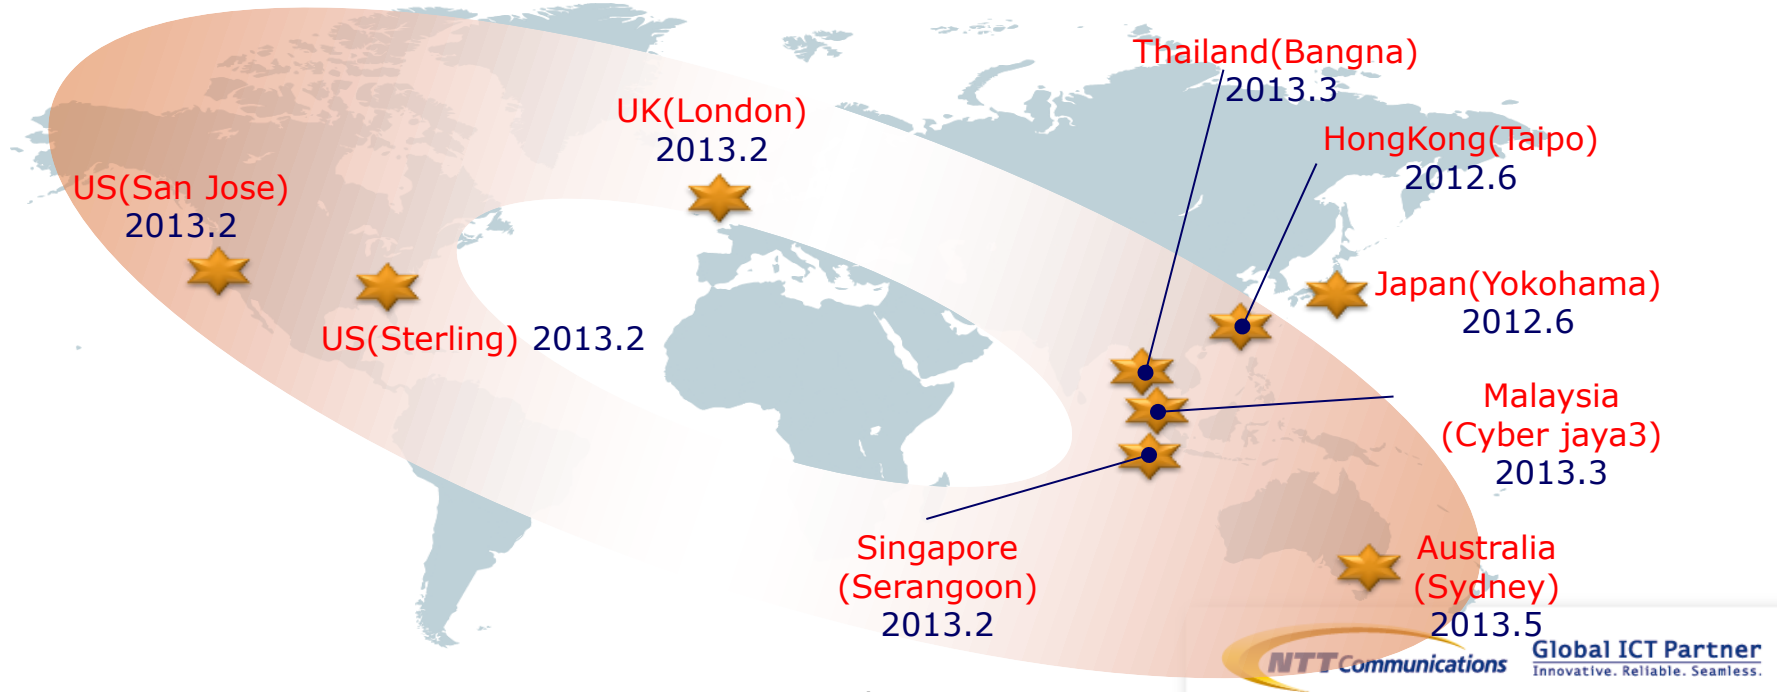 Thailand(Bangna)
2013.3
UK(London)
2013.2
HongKong(Taipo)
2012.6
US(San Jose)
2013.2
Japan(Yokohama)
2012.6
US(Sterling) 2013.2
Malaysia
(Cyber jaya3)
2013.3
Singapore
(Serangoon)
2013.2
Australia
(Sydney)
2013.5
NTT Communications
Global ICT Partner
Innovative. Reliable. Seamless.